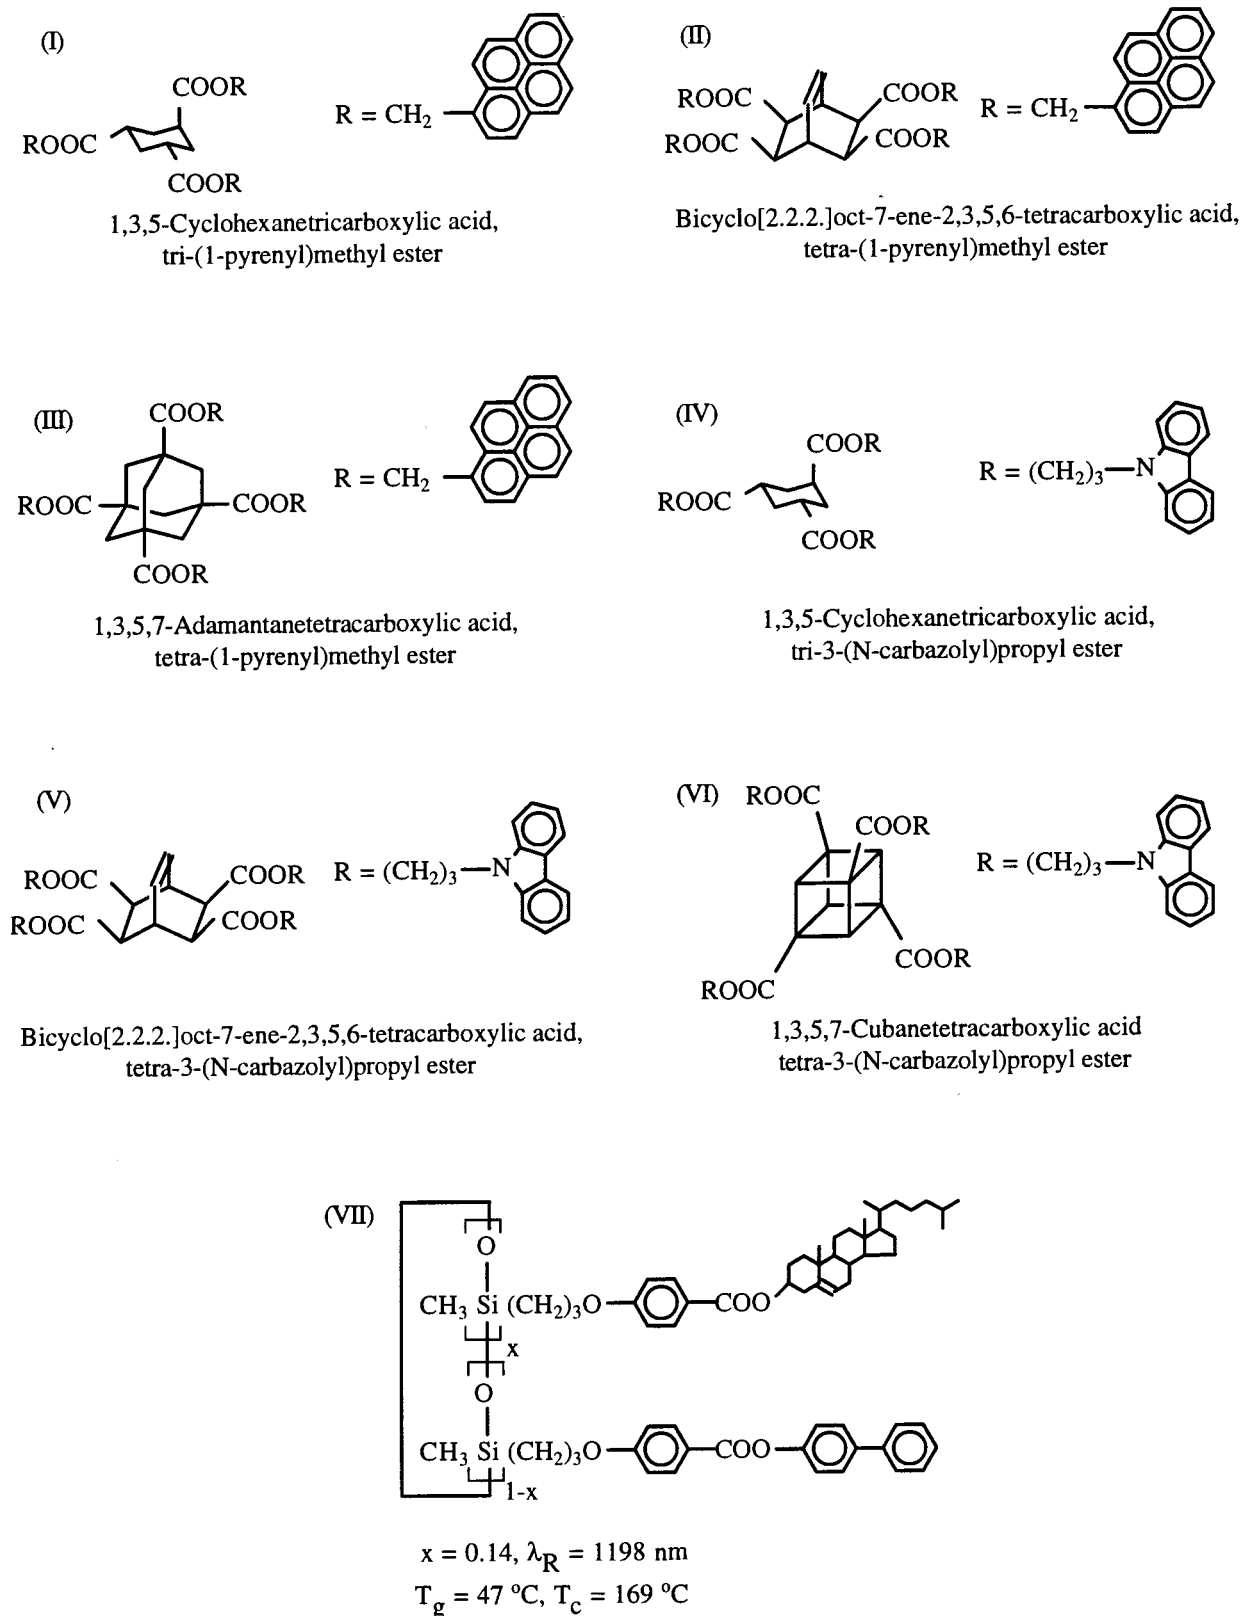 (I)
COOR
ROOC
COOR
R = CH2
1,3,5-Cyclohexanetricarboxylic acid,
tri-(1-pyrenyl)methyl ester
(II)
ROOC
COOR
ROOC
COOR
R = CH2
Bicyclo[2.2.2.]oct-7-ene-2,3,5,6-tetracarboxylic acid,
tetra-(1-pyrenyl)methyl ester
(III)
COOR
ROOC
COOR
COOR
R = CH2
1,3,5,7-Adamantanetetracarboxylic acid,
tetra-(1-pyrenyl)methyl ester
(IV)
COOR
ROOC
COOR
R = (CH2)3 N
1,3,5-Cyclohexanetricarboxylic acid,
tri-3-(N-carbazolyl)propyl ester
(V)
ROOC
COOR
ROOC
COOR
R = (CH2)3 N
Bicyclo[2.2.2.]oct-7-ene-2,3,5,6-tetracarboxylic acid,
tetra-3-(N-carbazolyl)propyl ester
(VI)
ROOC
COOR
COOR
ROOC
R = (CH2)3 N
1,3,5,7-Cubanetetracarboxylic acid
tetra-3-(N-carbazolyl)propyl ester
(VII)
O
CH3 Si (CH2)3O COO
x
O
CH3 Si (CH2)3O COO
1-x
x = 0.14, λR = 1198 nm
Tg = 47 °C, Tc = 169 °C